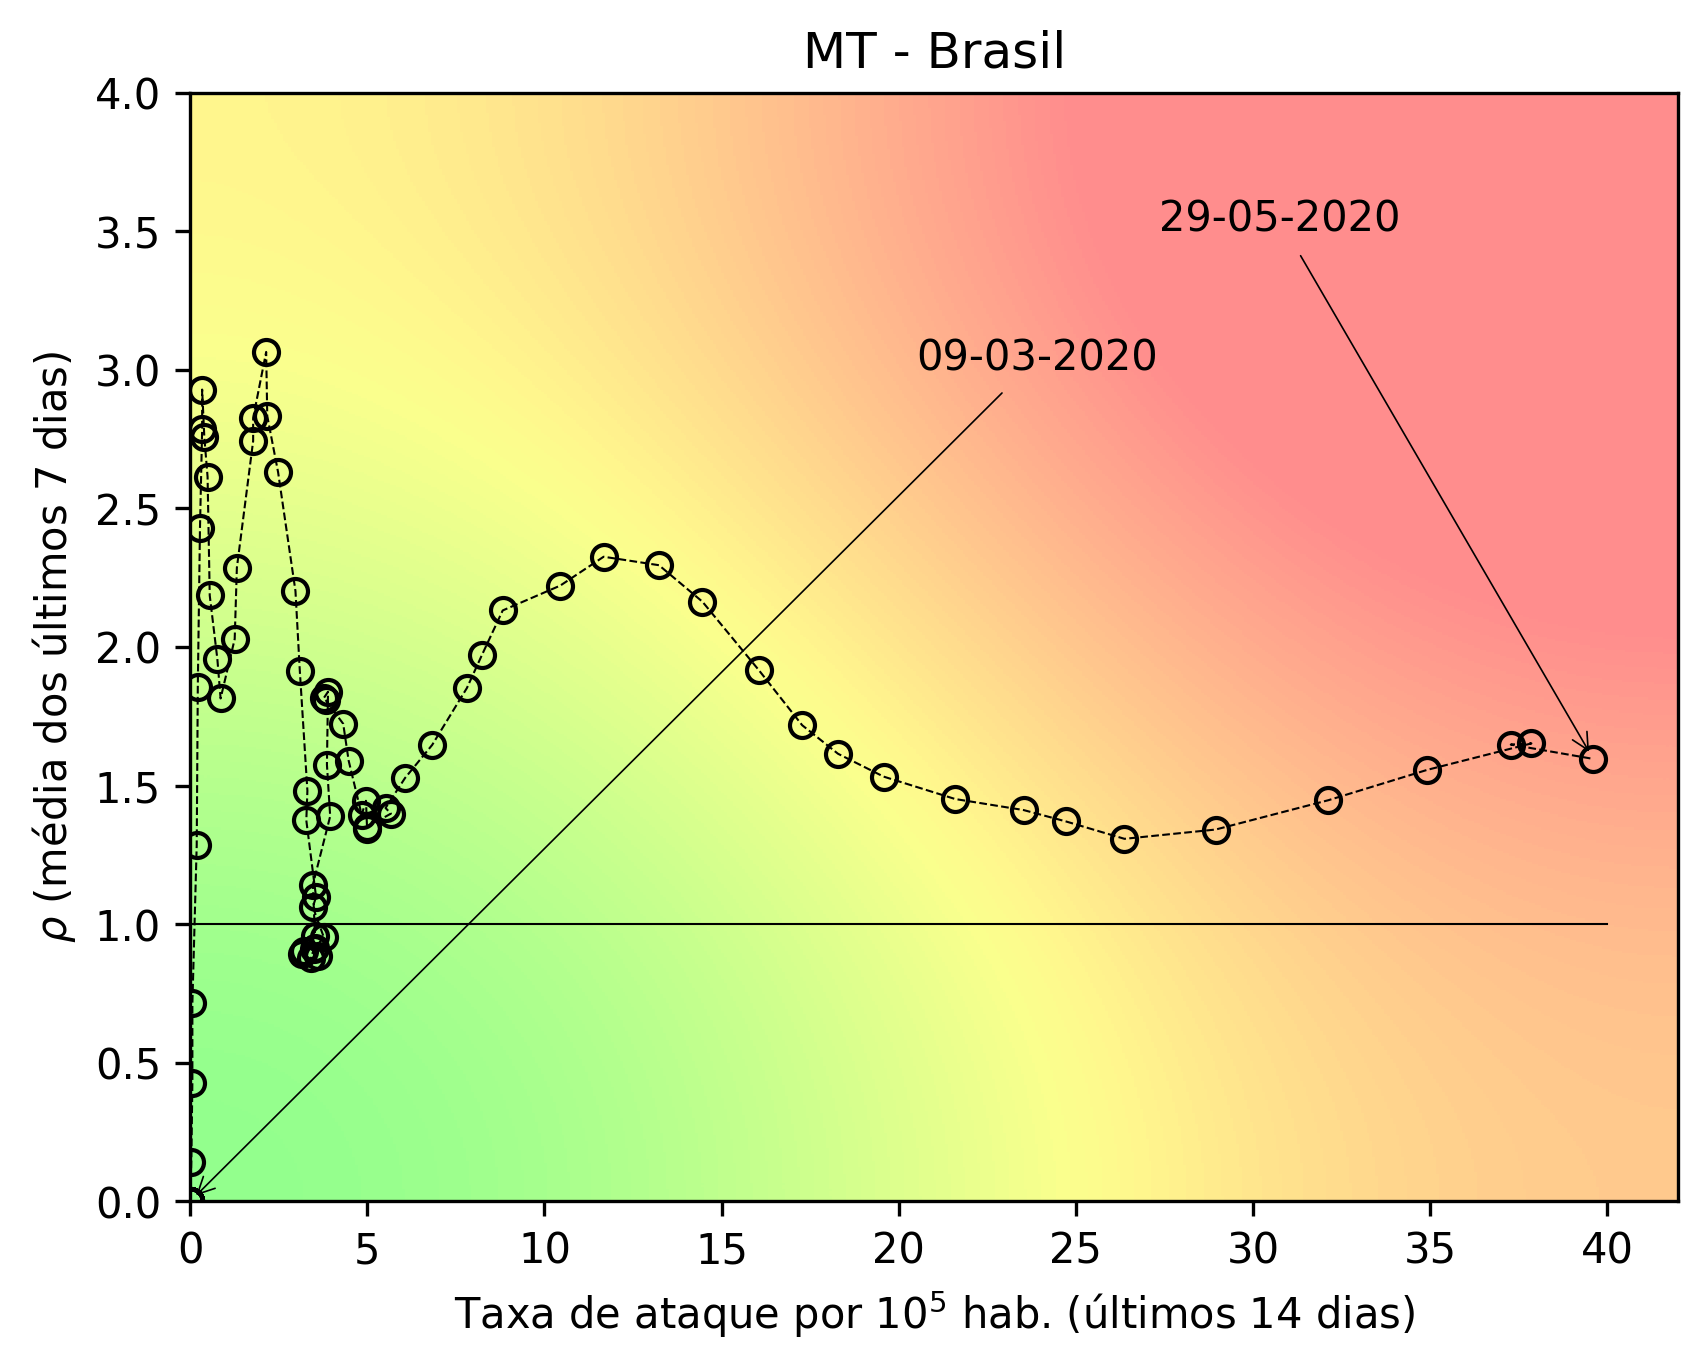 MT - Brasil
4.0
3.5
3.0
2.5
2.0
1.5
1.0
0.5
0.0
ρ (média dos últimos 7 dias)
29-05-2020
09-03-2020
0 5 10 15 20 25 30 35 40
Taxa de ataque por 10⁵ hab. (últimos 14 dias)